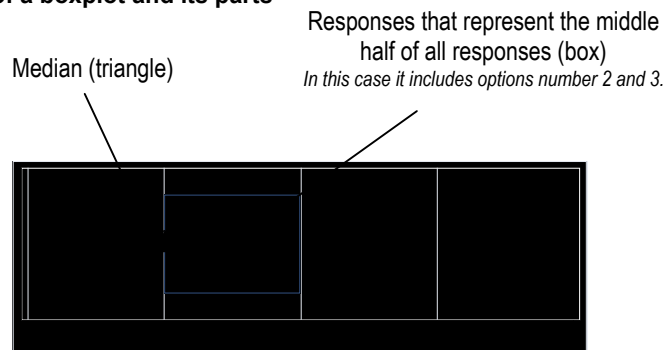 of a boxplot and its parts
Responses that represent the middle
half of all responses (box)
In this case it includes options number 2 and 3.
Median (triangle)